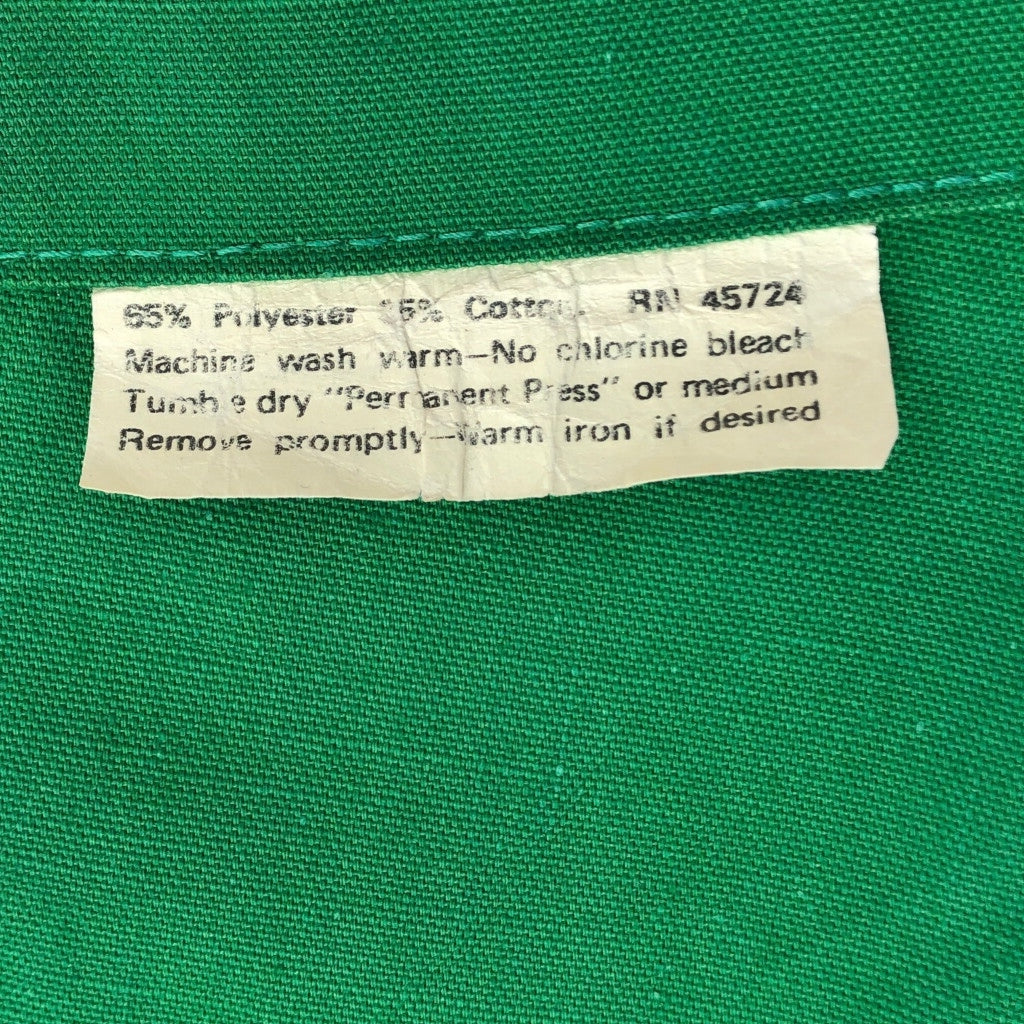 65% Polyester 35% Cotton. RN 45724
Machine wash warm—No chlorine bleach
Tumble dry "Permanent Press" or medium
Remove promptly—Warm iron if desired